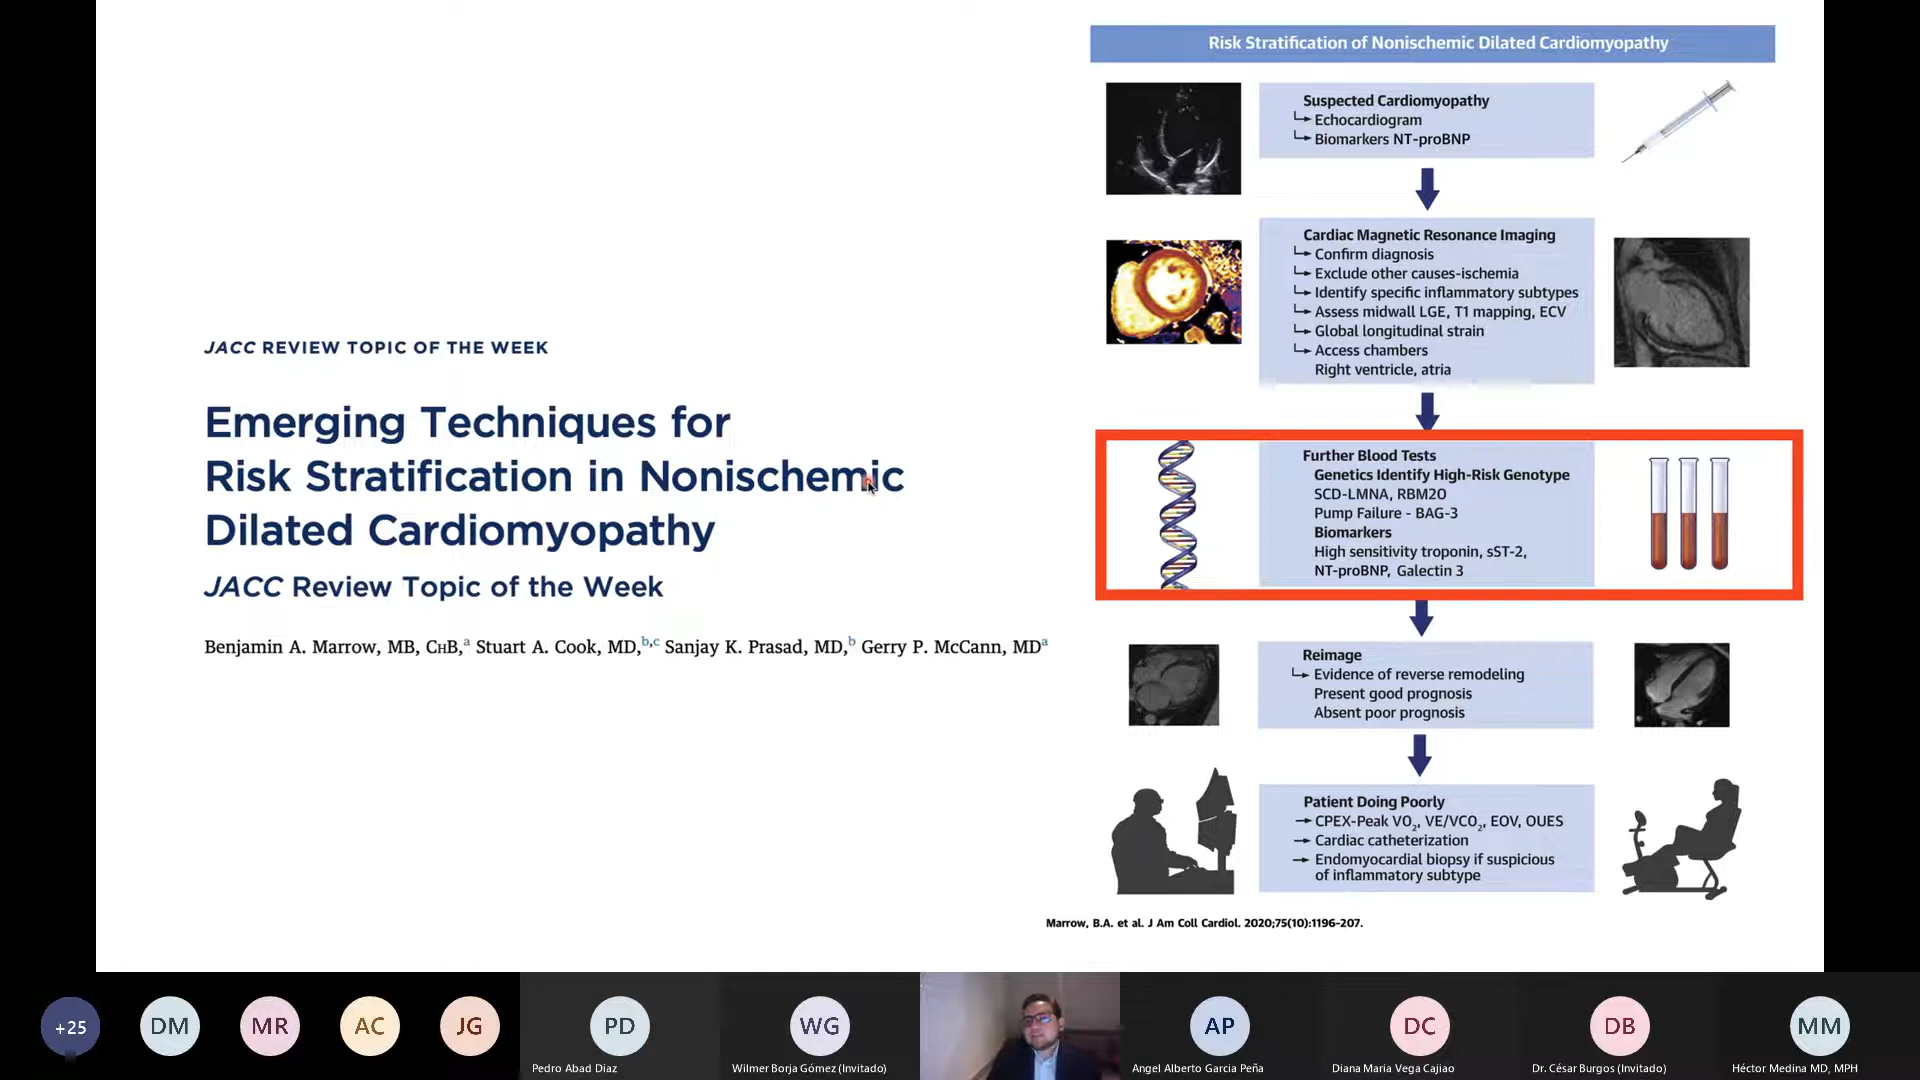 JACC REVIEW TOPIC OF THE WEEK
Emerging Techniques for
Risk Stratification in Nonischemic
Dilated Cardiomyopathy
JACC Review Topic of the Week
Benjamin A. Marrow, MB, CHB,a Stuart A. Cook, MD,b,c Sanjay K. Prasad, MD,b Gerry P. McCann, MDa
Risk Stratification of Nonischemic Dilated Cardiomyopathy
Suspected Cardiomyopathy
Echocardiogram
Biomarkers NT-proBNP
Cardiac Magnetic Resonance Imaging
Confirm diagnosis
Exclude other causes-ischemia
Identify specific inflammatory subtypes
Assess midwall LGE, T1 mapping, ECV
Global longitudinal strain
Access chambers
Right ventricle, atria
Further Blood Tests
Genetics Identify High-Risk Genotype
SCD-LMNA, RBM20
Pump Failure - BAG-3
Biomarkers
High sensitivity troponin, sST-2,
NT-proBNP, Galectin 3
Reimage
Evidence of reverse remodeling
Present good prognosis
Absent poor prognosis
Patient Doing Poorly
CPEX-Peak VO2, VE/VCO2, EOV, OUES
Cardiac catheterization
Endomyocardial biopsy if suspicious
of inflammatory subtype
Marrow, B.A. et al. J Am Coll Cardiol. 2020;75(10):1196-207.
+25
DM
MR
AC
JG
PD
WG
AP
DC
DB
MM
Pedro Abad Diaz
Wilmer Borja Gómez (Invitado)
Angel Alberto Garcia Peña
Diana Maria Vega Cajiao
Dr. César Burgos (Invitado)
Héctor Medina MD, MPH